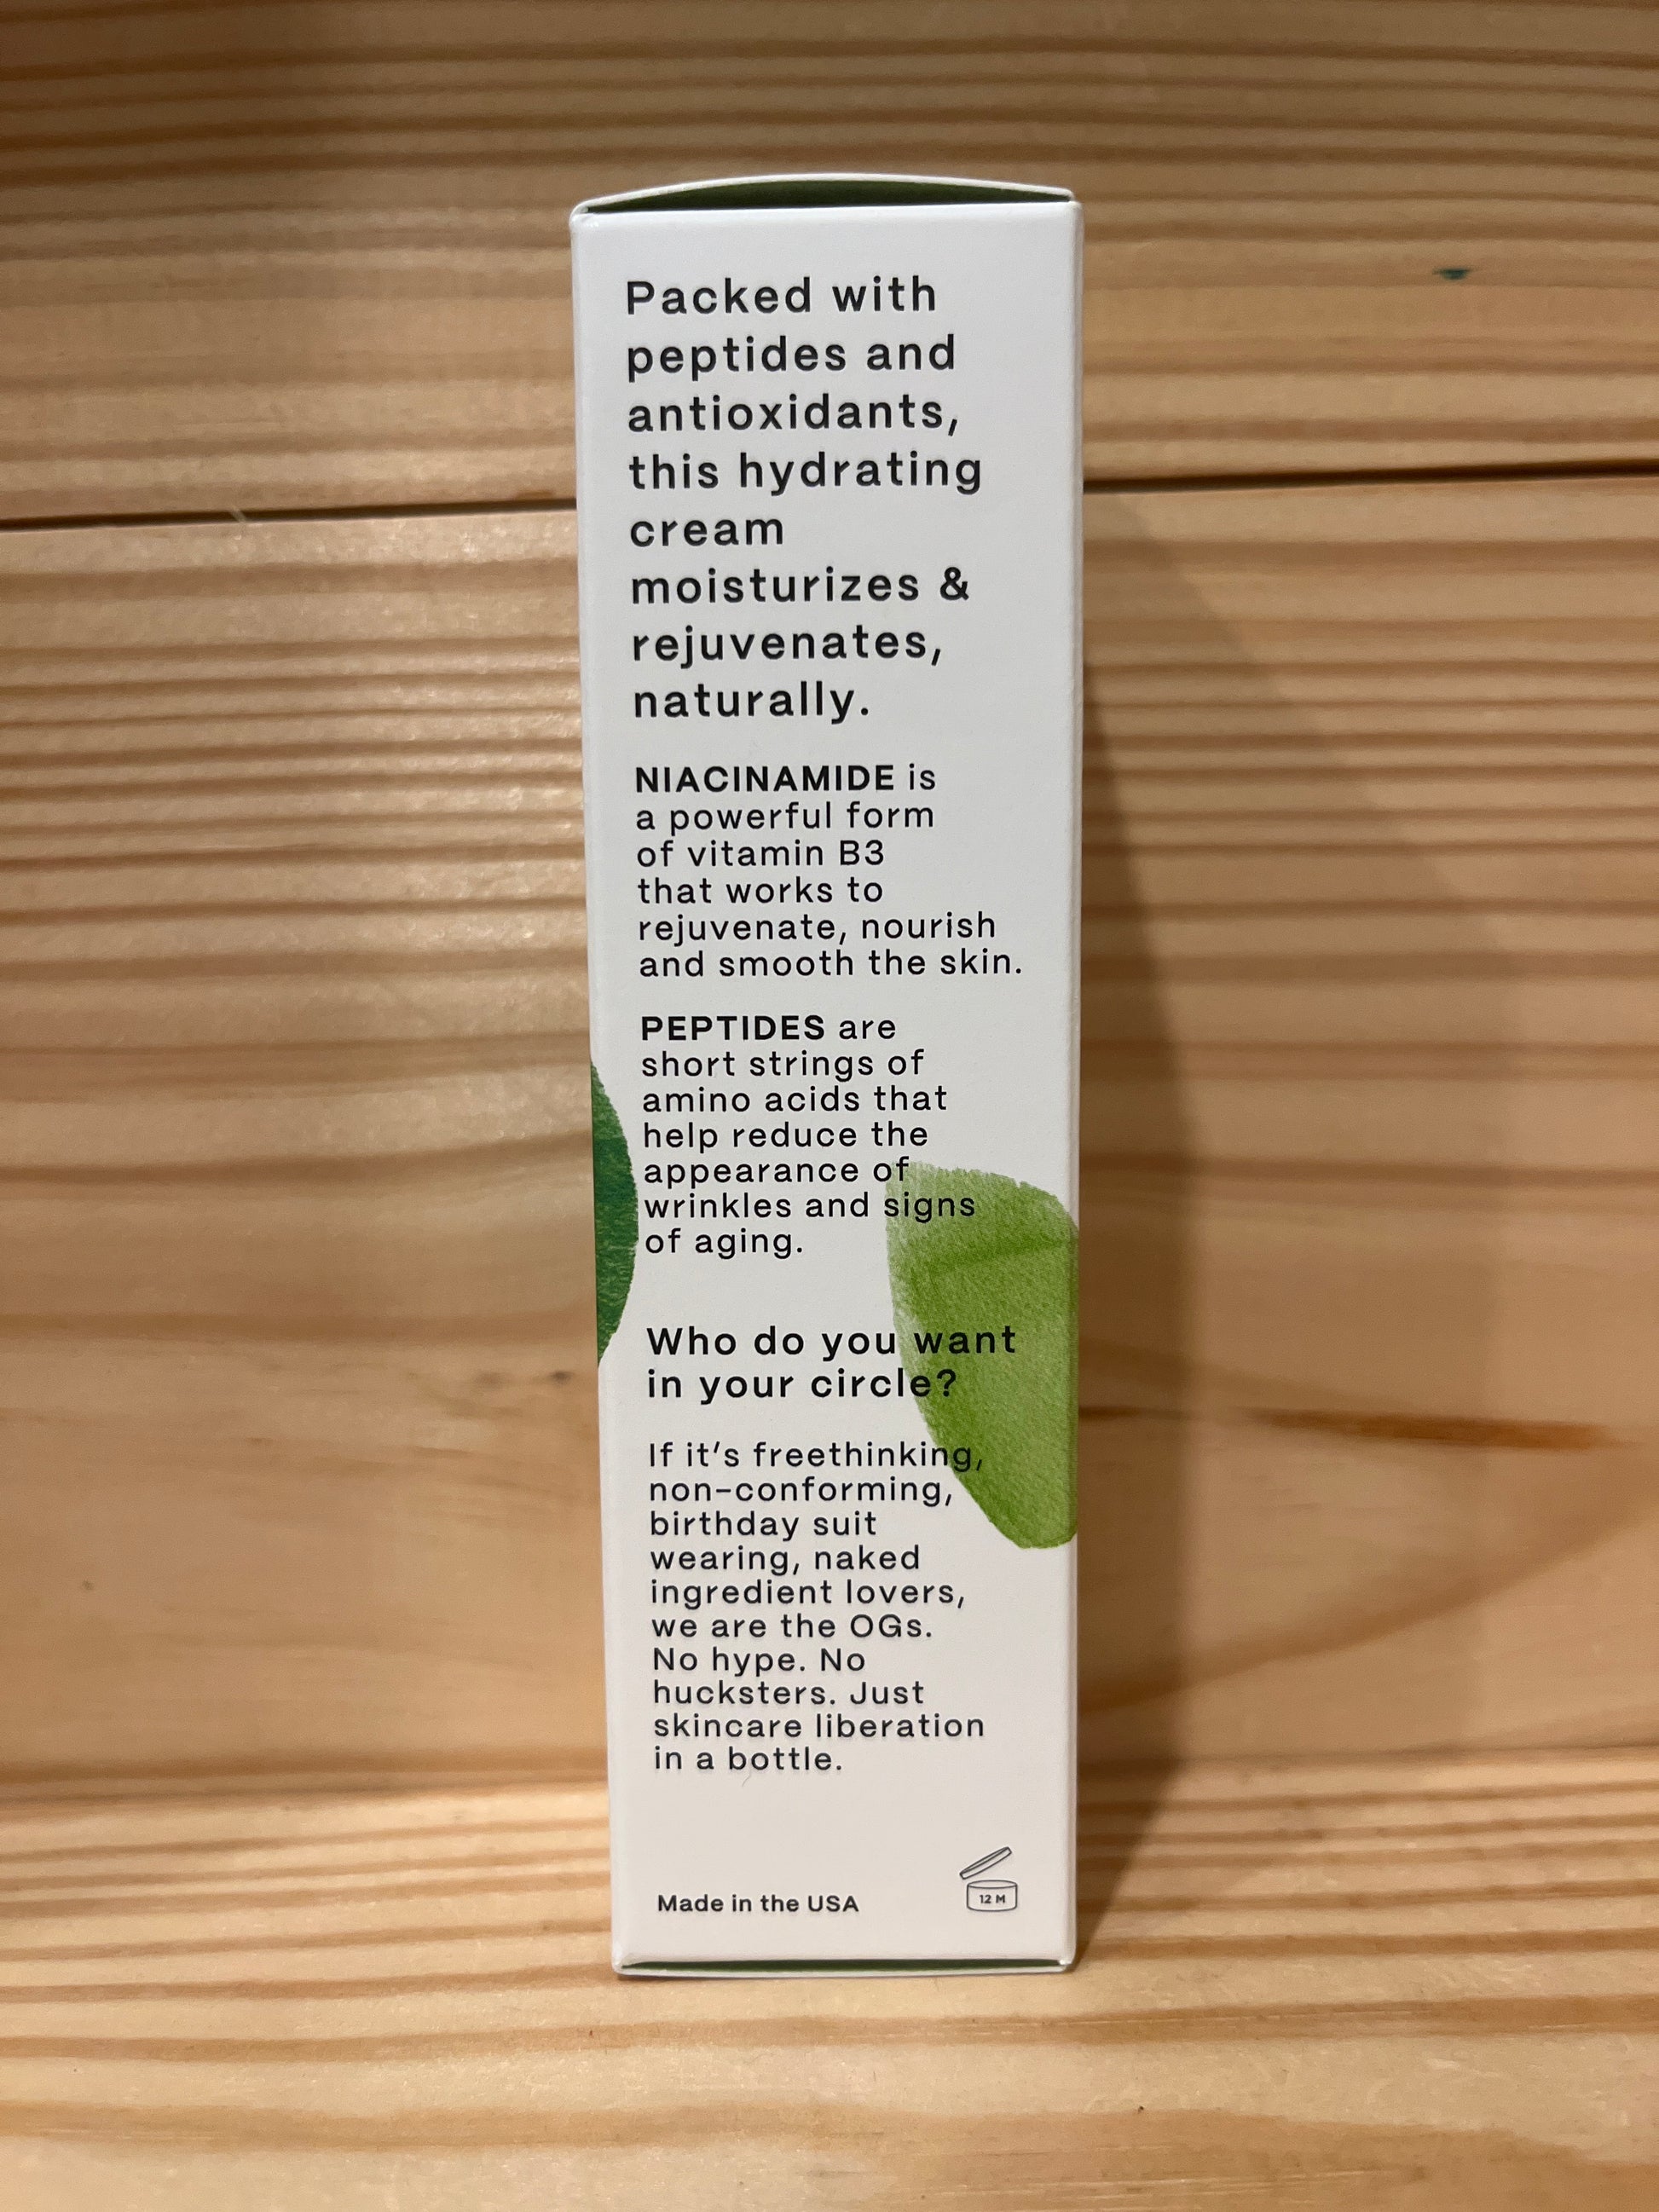 Packed with
peptides and
antioxidants,
this hydrating
cream
moisturizes &
rejuvenates,
naturally.
NIACINAMIDE is
a powerful form
of vitamin B3
that works to
rejuvenate, nourish
and smooth the skin.
PEPTIDES are
short strings of
amino acids that
help reduce the
appearance of
wrinkles and signs
of aging.
Who do you want
in your circle?
If it's freethinking,
non-conforming,
birthday suit
wearing, naked
ingredient lovers,
we are the OGs.
No hype. No
hucksters. Just
skincare liberation
in a bottle.
Made in the USA
12 M